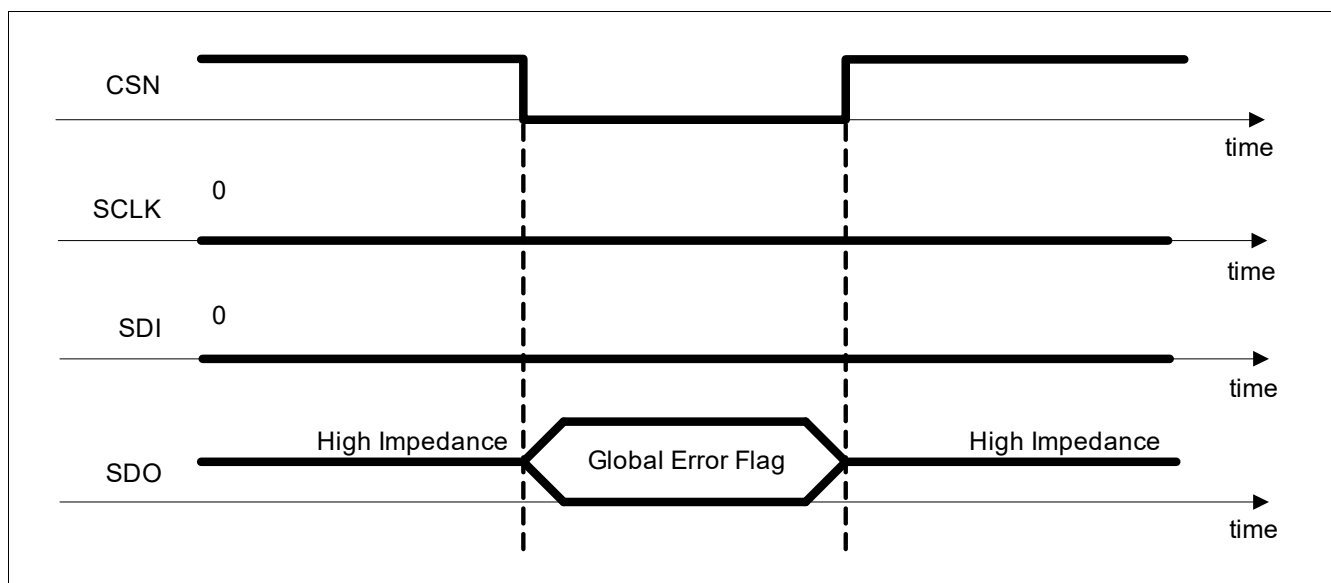 CSN
time
0
SCLK
time
0
SDI
time
High Impedance
Global Error Flag
High Impedance
SDO
time